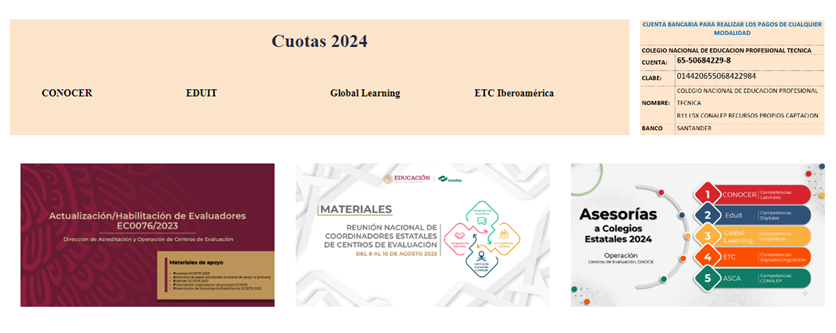 Cuotas 2024
CONOCER
EDUIT
Global Learning
ETC Iberoamérica
CUENTA BANCARIA PARA REALIZAR LOS PAGOS DE CUALQUIER
MODALIDAD
COLEGIO NACIONAL DE EDUCACION PROFESIONAL TECNICA
CUENTA: 65-50684229-8
CLABE: 014420655068422984
COLEGIO NACIONAL DE EDUCACION PROFESIONAL
NOMBRE: TECNICA
R11 L5X CONALEP RECURSOS PROPIOS CAPTACION
BANCO SANTANDER
Actualización/Habilitación de Evaluadores
EC0076/2023
Dirección de Acreditación y Operación de Centros de Evaluación
Materiales de apoyo
EDUCACIÓN
conalep
MATERIALES
REUNIÓN NACIONAL DE
COORDINADORES ESTATALES
DE CENTROS DE EVALUACIÓN
DEL 8 AL 10 DE AGOSTO 2023
Asesorías
a Colegios
Estatales 2024
Operación
Centros de Evaluación, DAOCE
1 CONOCER Competencias
Laborales
2 Eduit Competencias
Digitales
3 Global
Learning Competencias
Lingüísticas
4 ETC Competencias
Digitales/Lingüísticas
5 ASCA Competencias
CONALEP